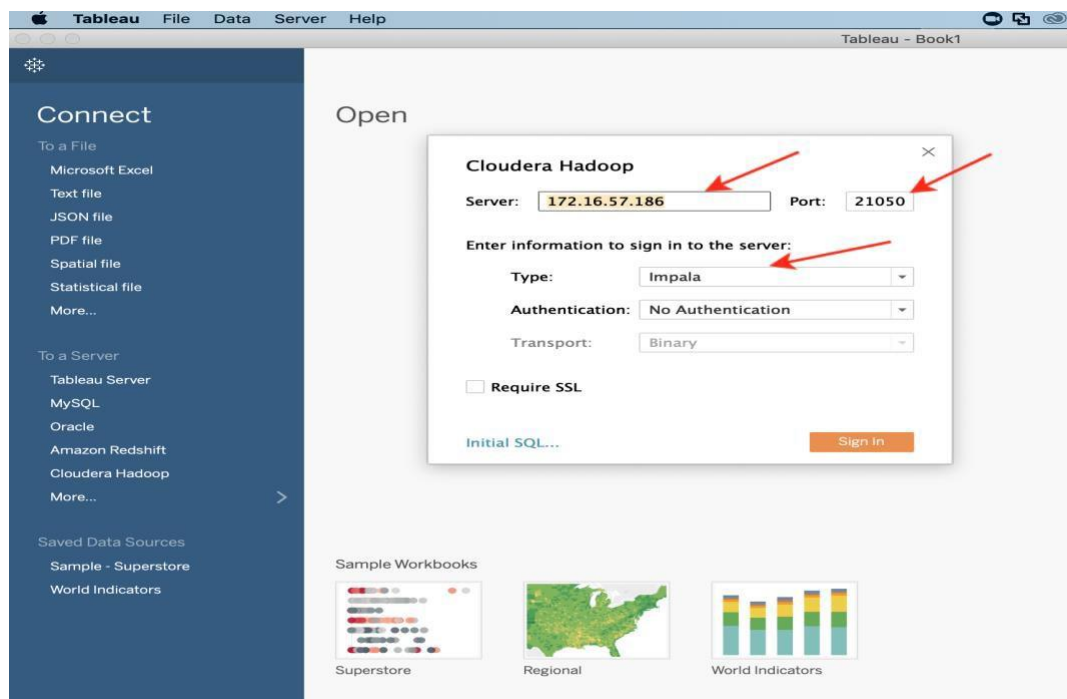 Tableau File Data Server Help
Tableau - Book1
Connect
To a File
Microsoft Excel
Text file
JSON file
PDF file
Spatial file
Statistical file
More...
To a Server
Tableau Server
MySQL
Oracle
Amazon Redshift
Cloudera Hadoop
More...
Saved Data Sources
Sample - Superstore
World Indicators
Open
Cloudera Hadoop
Server: 172.16.57.186 Port: 21050
Enter information to sign in to the server:
Type: Impala
Authentication: No Authentication
Transport: Binary
Require SSL
Initial SQL... Sign In
Sample Workbooks
Superstore Regional World Indicators